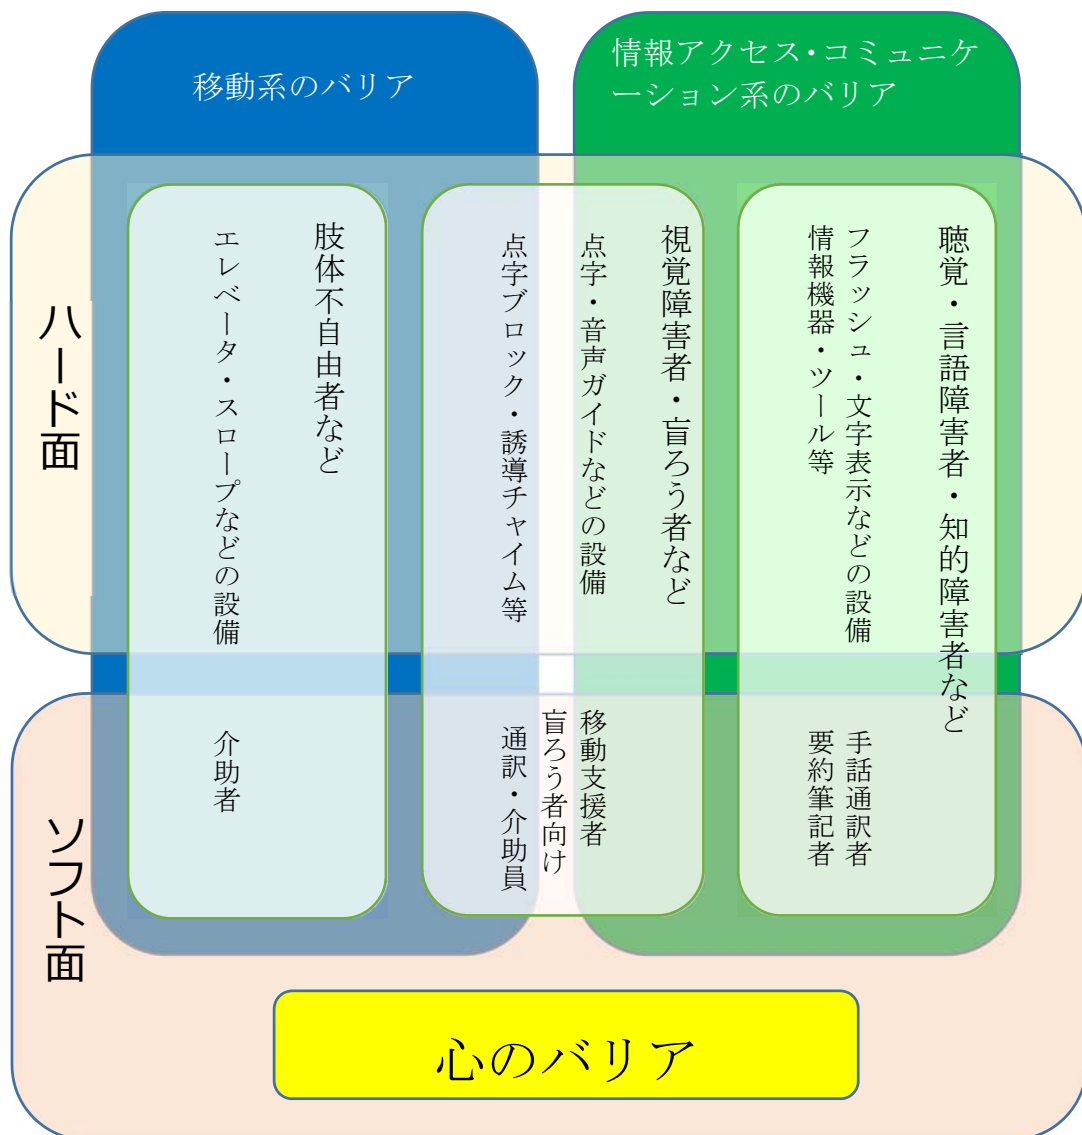 移動系のバリア
情報アクセス・コミュニケ
ーション系のバリア
ハード面
肢体不自由者など
エレベータ・スロープなどの設備
視覚障害者・盲ろう者など
点字・音声ガイドなどの設備
点字ブロック・誘導チャイム等
聴覚・言語障害者・知的障害者など
フラッシュ・文字表示などの設備
情報機器・ツール等
ソフト面
介助者
移動支援者
盲ろう者向け
通訳・介助員
手話通訳者
要約筆記者
心のバリア